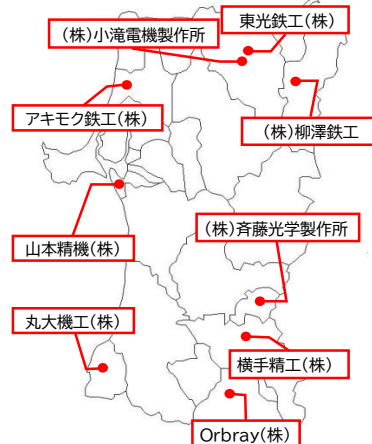 東光鉄工(株)
(株)小滝電機製作所
アキモク鉄工(株)
(株)柳澤鉄工
(株)斉藤光学製作所
山本精機(株)
丸大機工(株)
横手精工(株)
Orbray(株)